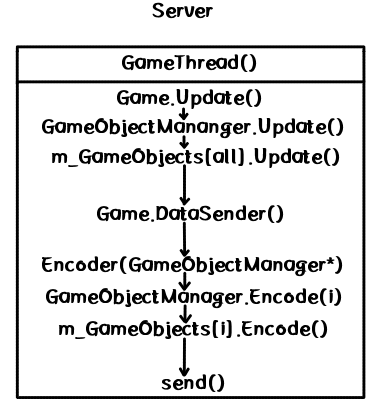 Server
GameThread()
Game.Update()
GameObjectMananger.Update()
m_GameObjects[all].Update()
Game.DataSender()
Encoder(GameObjectManager*)
GameObjectManager.Encode(i)
m_GameObjects[i].Encode()
send()